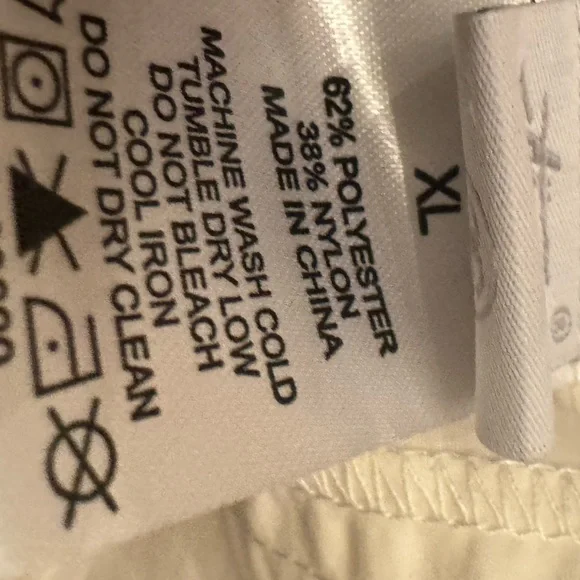 XL
62% POLYESTER
38% NYLON
MADE IN CHINA
MACHINE WASH COLD
TUMBLE DRY LOW
DO NOT BLEACH
COOL IRON
DO NOT DRY CLEAN
®